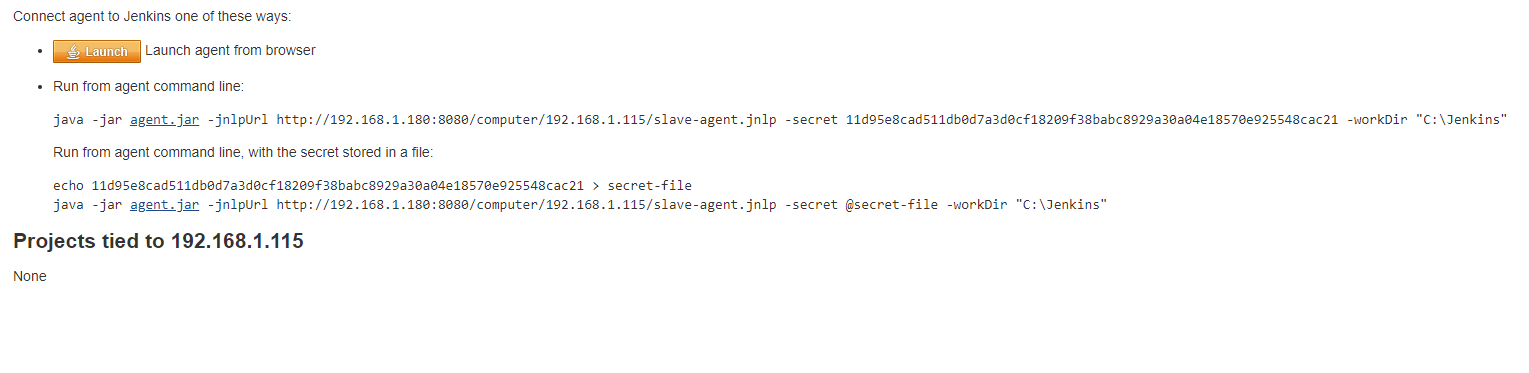 Connect agent to Jenkins one of these ways:
Launch Launch agent from browser
Run from agent command line:
java -jar agent.jar -jnlpUrl http://192.168.1.180:8080/computer/192.168.1.115/slave-agent.jnlp -secret 11d95e8cad511db0d7a3d0cf18209f38babc8929a30a04e18570e925548cac21 -workDir "C:\Jenkins"
Run from agent command line, with the secret stored in a file:
echo 11d95e8cad511db0d7a3d0cf18209f38babc8929a30a04e18570e925548cac21 > secret-file
java -jar agent.jar -jnlpUrl http://192.168.1.180:8080/computer/192.168.1.115/slave-agent.jnlp -secret @secret-file -workDir "C:\Jenkins"
Projects tied to 192.168.1.115
None